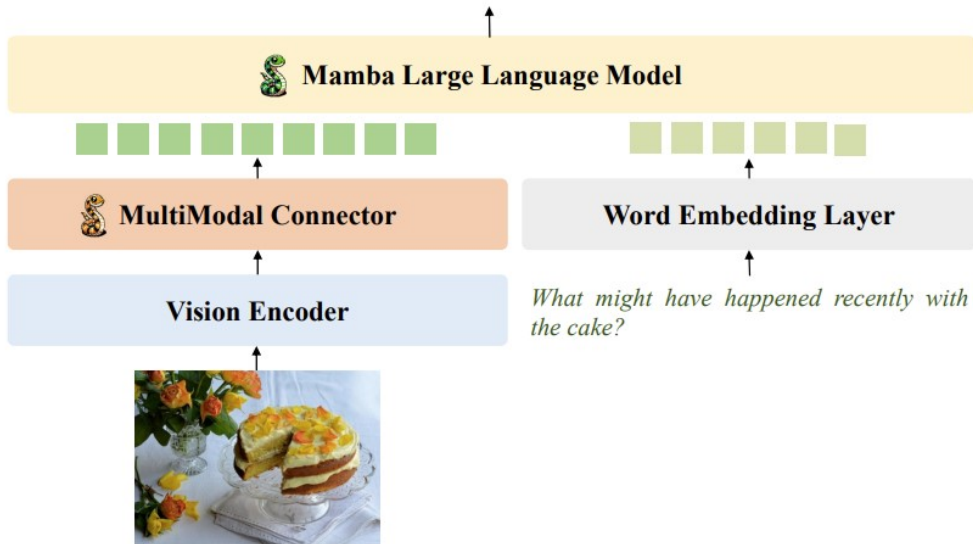 Mamba Large Language Model
MultiModal Connector
Word Embedding Layer
Vision Encoder
What might have happened recently with
the cake?